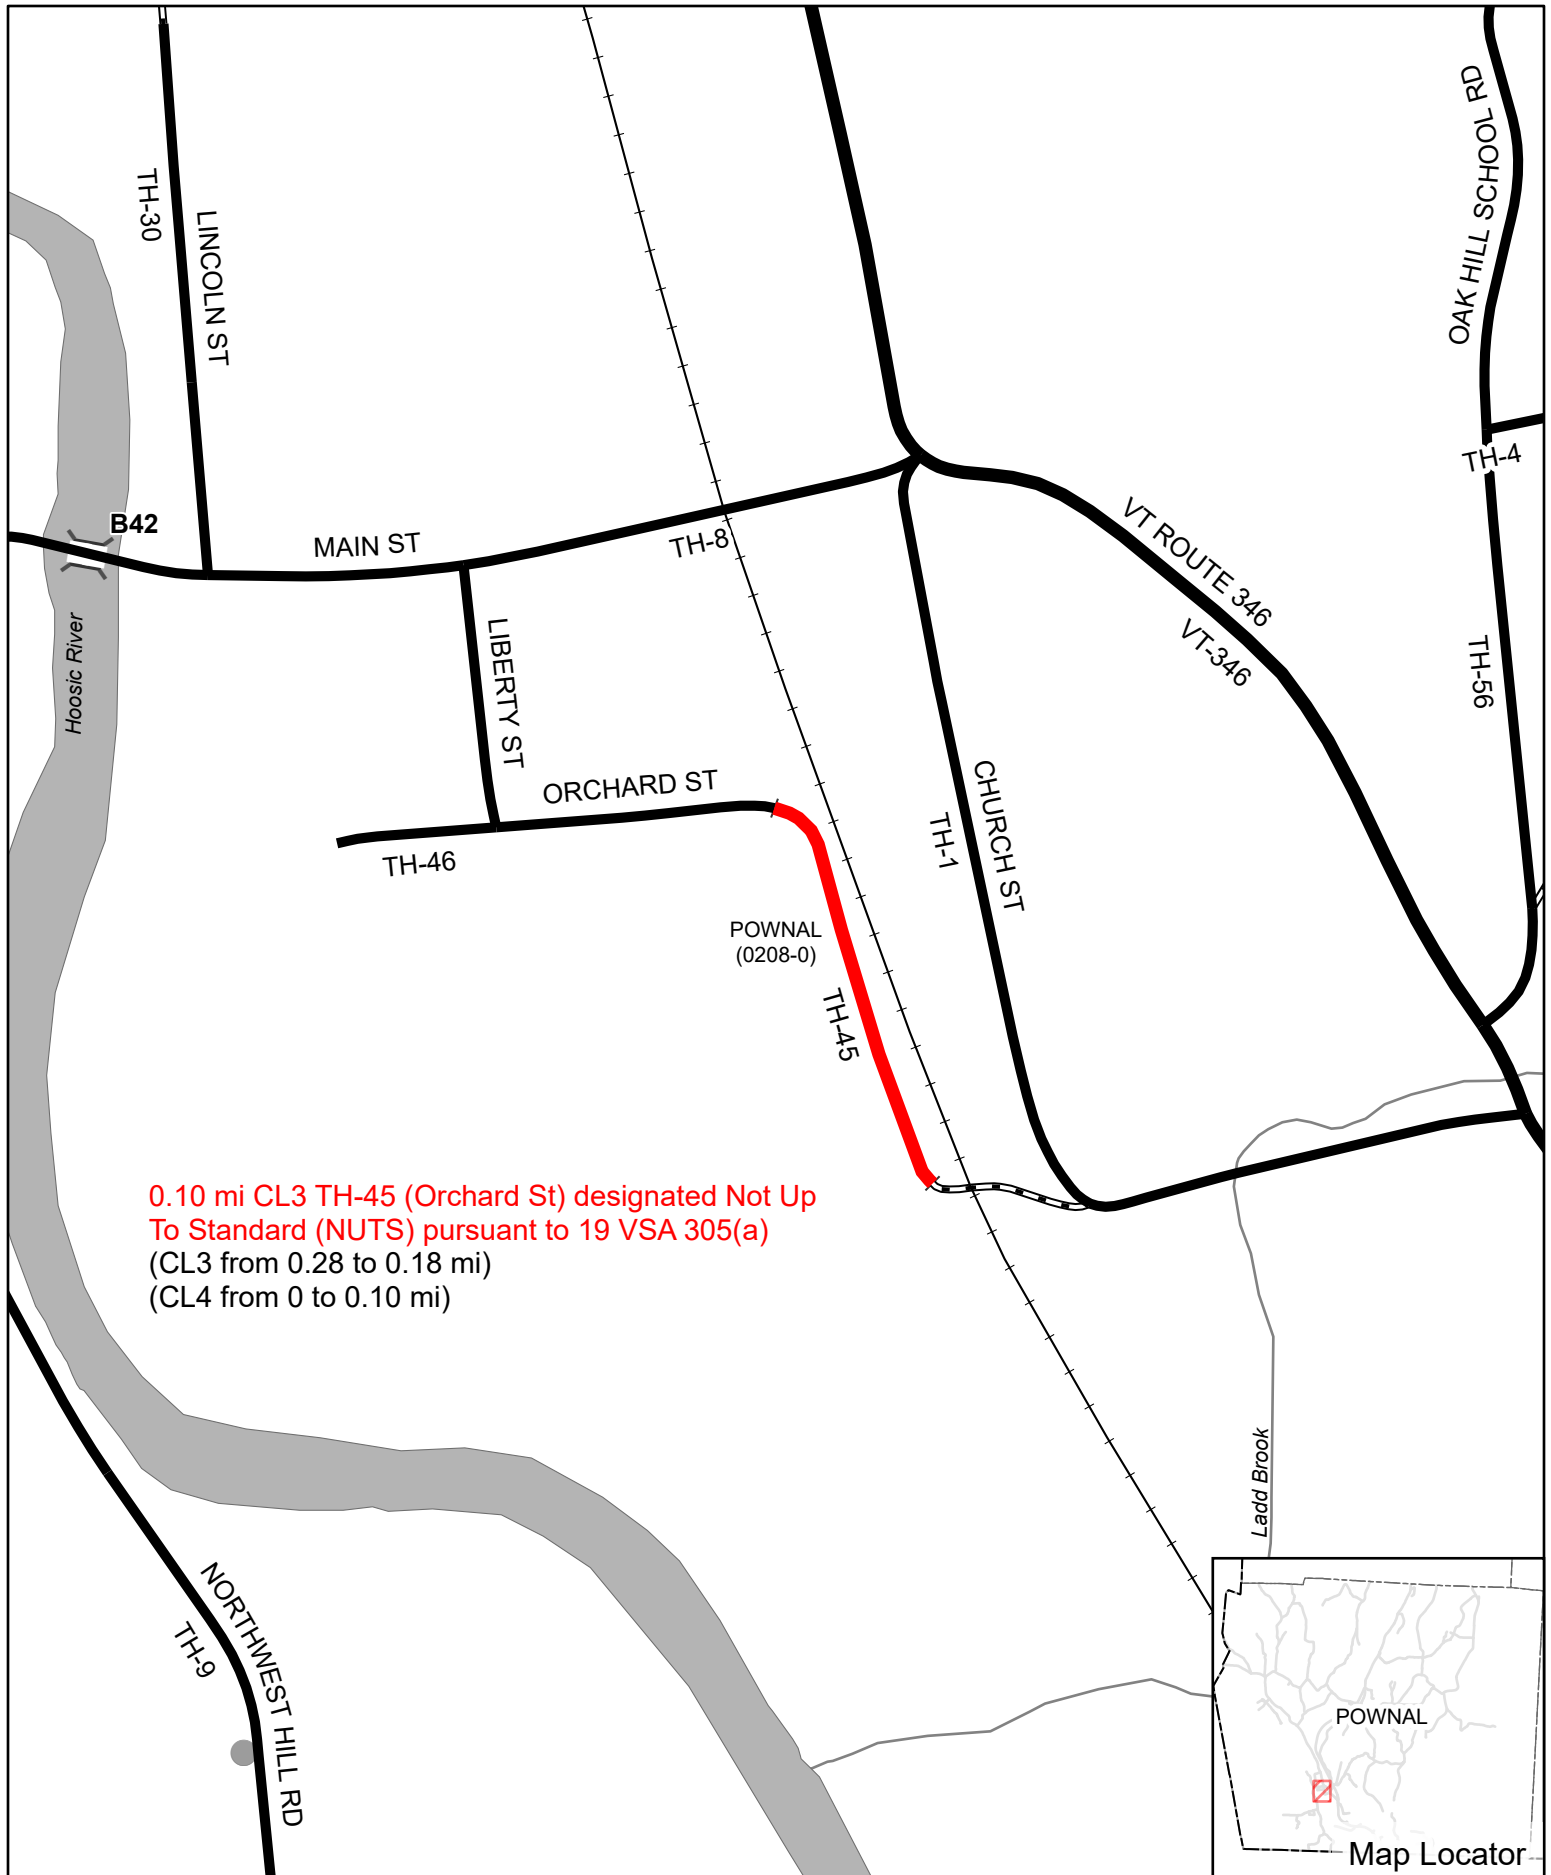 OAK HILL SCHOOL RD
TH-30
LINCOLN ST
TH-4
B42
MAIN ST
TH-8
VT ROUTE 346
VT-346
Hoosic River
LIBERTY ST
TH-56
ORCHARD ST
TH-46
TH-1
CHURCH ST
POWNAL
(0208-0)
TH-45
0.10 mi CL3 TH-45 (Orchard St) designated Not Up
To Standard (NUTS) pursuant to 19 VSA 305(a)
(CL3 from 0.28 to 0.18 mi)
(CL4 from 0 to 0.10 mi)
Ladd Brook
NORTHWEST HILL RD
TH-9
POWNAL
Map Locator